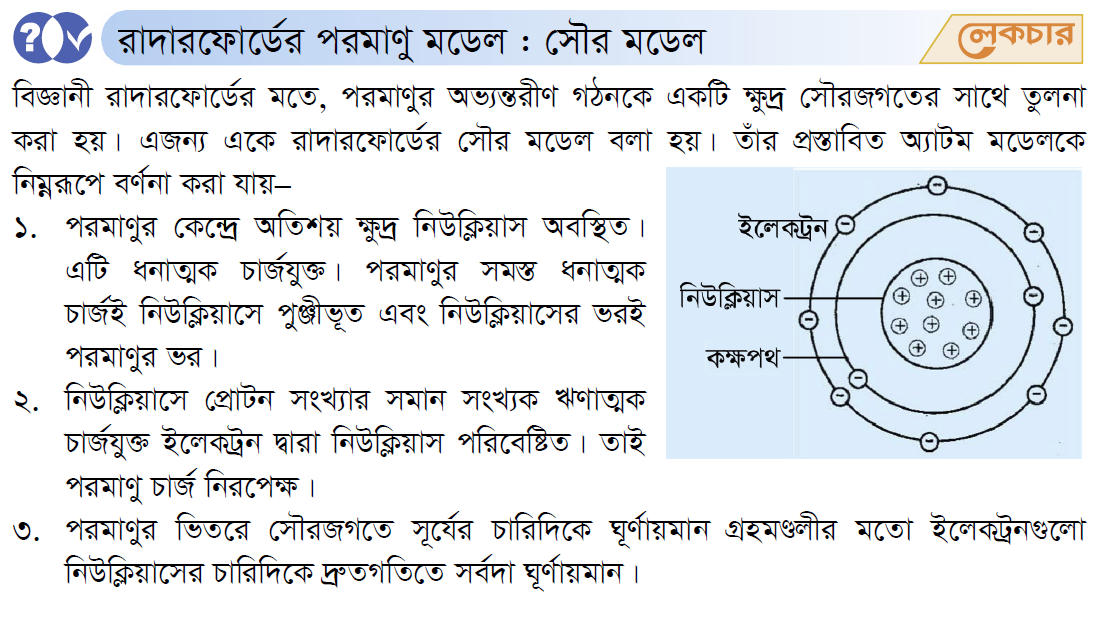 রাদারফোর্ডের পরমাণু মডেল : সৌর মডেল
লেকচার
বিজ্ঞানী রাদারফোর্ডের মতে, পরমাণুর অভ্যন্তরীণ গঠনকে একটি ক্ষুদ্র সৌরজগতের সাথে তুলনা
করা হয়। এজন্য একে রাদারফোর্ডের সৌর মডেল বলা হয়। তাঁর প্রস্তাবিত অ্যাটম মডেলকে
নিম্নরূপে বর্ণনা করা যায়–
১. পরমাণুর কেন্দ্রে অতিশয় ক্ষুদ্র নিউক্লিয়াস অবস্থিত।
এটি ধনাত্মক চার্জযুক্ত। পরমাণুর সমস্ত ধনাত্মক
চার্জই নিউক্লিয়াসে পুঞ্জীভূত এবং নিউক্লিয়াসের ভরই
পরমাণুর ভর।
২. নিউক্লিয়াসে প্রোটন সংখ্যার সমান সংখ্যক ঋণাত্মক
চার্জযুক্ত ইলেকট্রন দ্বারা নিউক্লিয়াস পরিবেষ্টিত। তাই
পরমাণু চার্জ নিরপেক্ষ।
৩. পরমাণুর ভিতরে সৌরজগতে সূর্যের চারিদিকে ঘূর্ণায়মান গ্রহমণ্ডলীর মতো ইলেকট্রনগুলো
নিউক্লিয়াসের চারিদিকে দ্রুতগতিতে সর্বদা ঘূর্ণায়মান।
ইলেকট্রন
নিউক্লিয়াস
কক্ষপথ